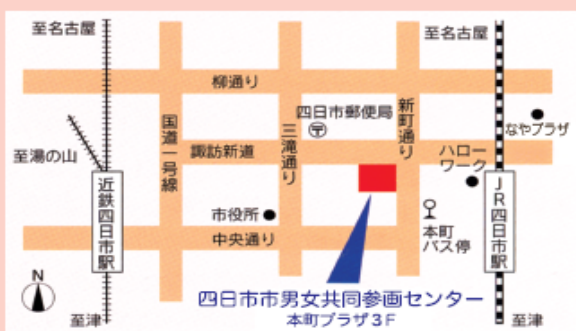 至名古屋
至名古屋
柳通り
四日市郵便局
〒
新町通り
なやプラザ
国道一号線
三滝通り
諏訪新道
ハロー
ワーク
至湯の山
近鉄四日市駅
JR四日市駅
市役所
本町
バス停
中央通り
N
四日市市男女共同参画センター
本町プラザ3F
至津
至津